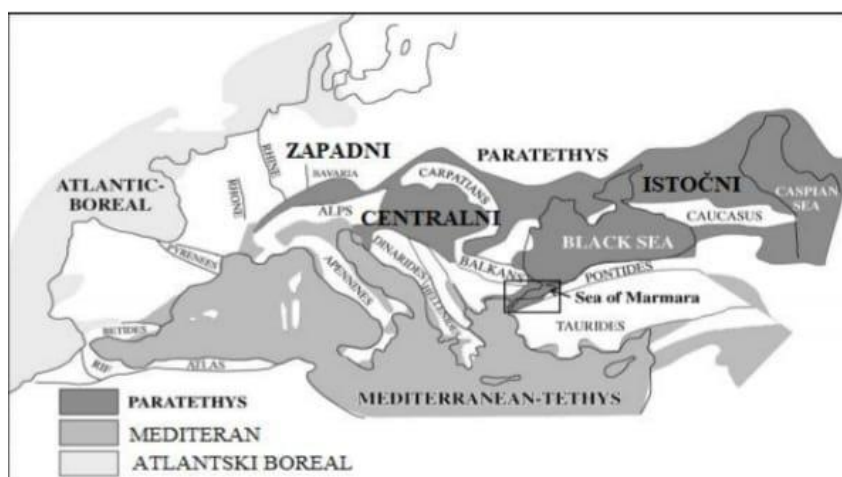 ZAPADNI
PARATETHYS
RHINE
BAVARIA
CARPATIANS
ISTOČNI
ATLANTIC-
BOREAL
RHONE
ALPS
CENTRALNI
CASPIAN
SEA
CAUCASUS
BLACK SEA
PYRENEES
DINARIDES
BALKANS
PONTIDES
APENNINES
HELLENIDES
Sea of Marmara
BETIDES
TAURIDES
RIF
ATLAS
MEDITERRANEAN-TETHYS
PARATETHYS
MEDITERAN
ATLANTSKI BOREAL